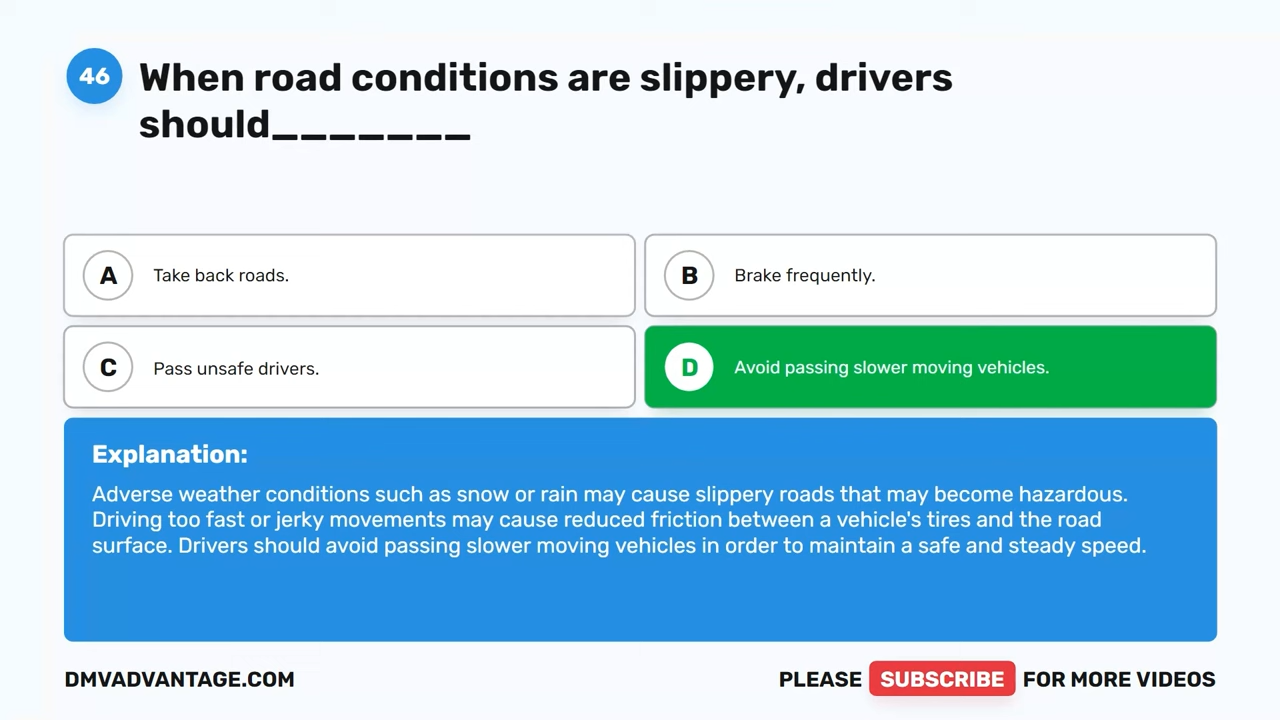 46
When road conditions are slippery, drivers
should_______
A
Take back roads.
B
Brake frequently.
C
Pass unsafe drivers.
D
Avoid passing slower moving vehicles.
Explanation:
Adverse weather conditions such as snow or rain may cause slippery roads that may become hazardous.
Driving too fast or jerky movements may cause reduced friction between a vehicle's tires and the road
surface. Drivers should avoid passing slower moving vehicles in order to maintain a safe and steady speed.
DMVADVANTAGE.COM
PLEASE SUBSCRIBE FOR MORE VIDEOS